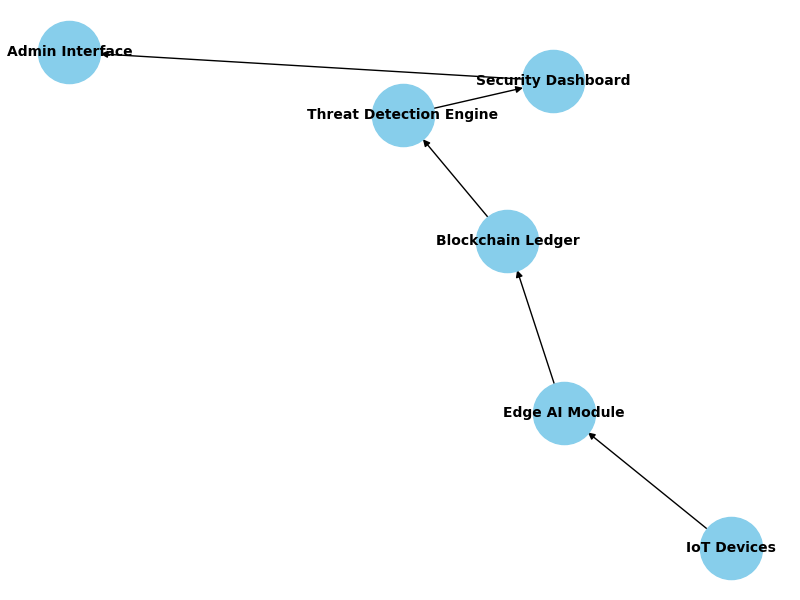 Admin Interface
Security Dashboard
Threat Detection Engine
Blockchain Ledger
Edge AI Module
IoT Devices